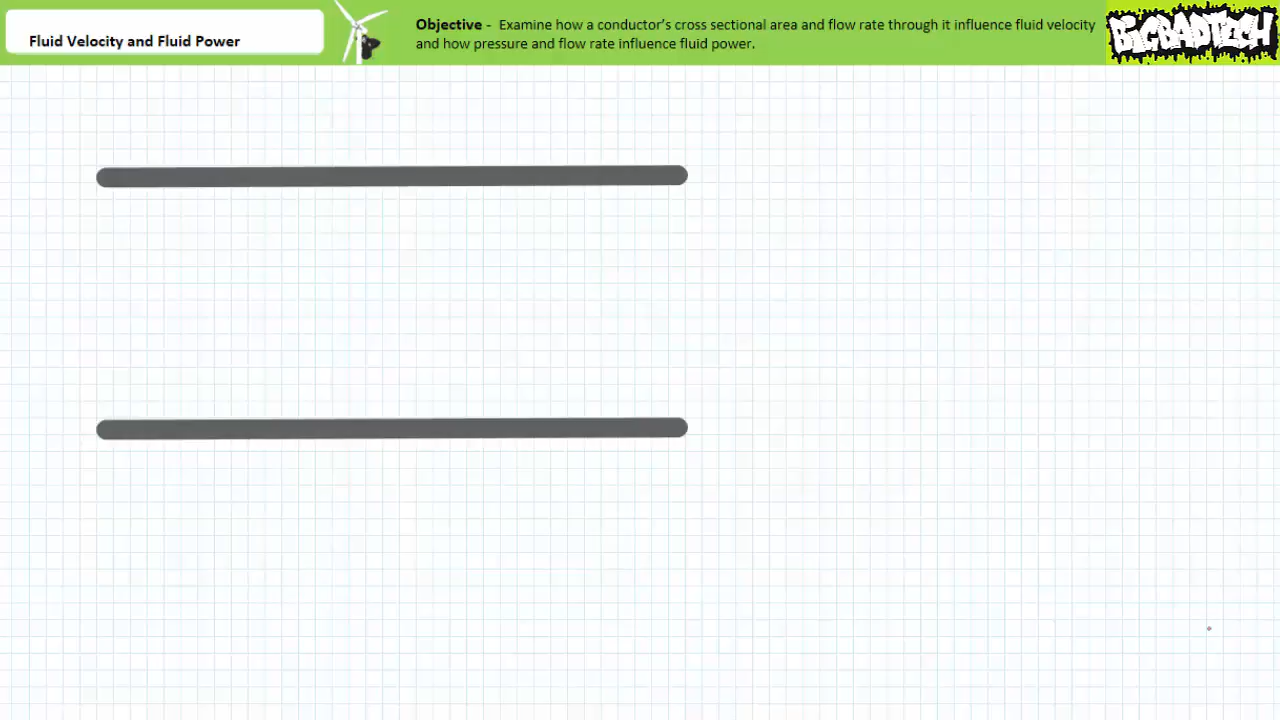 Fluid Velocity and Fluid Power
Objective - Examine how a conductor’s cross sectional area and flow rate through it influence fluid velocity
and how pressure and flow rate influence fluid power.
BIGBADTECH